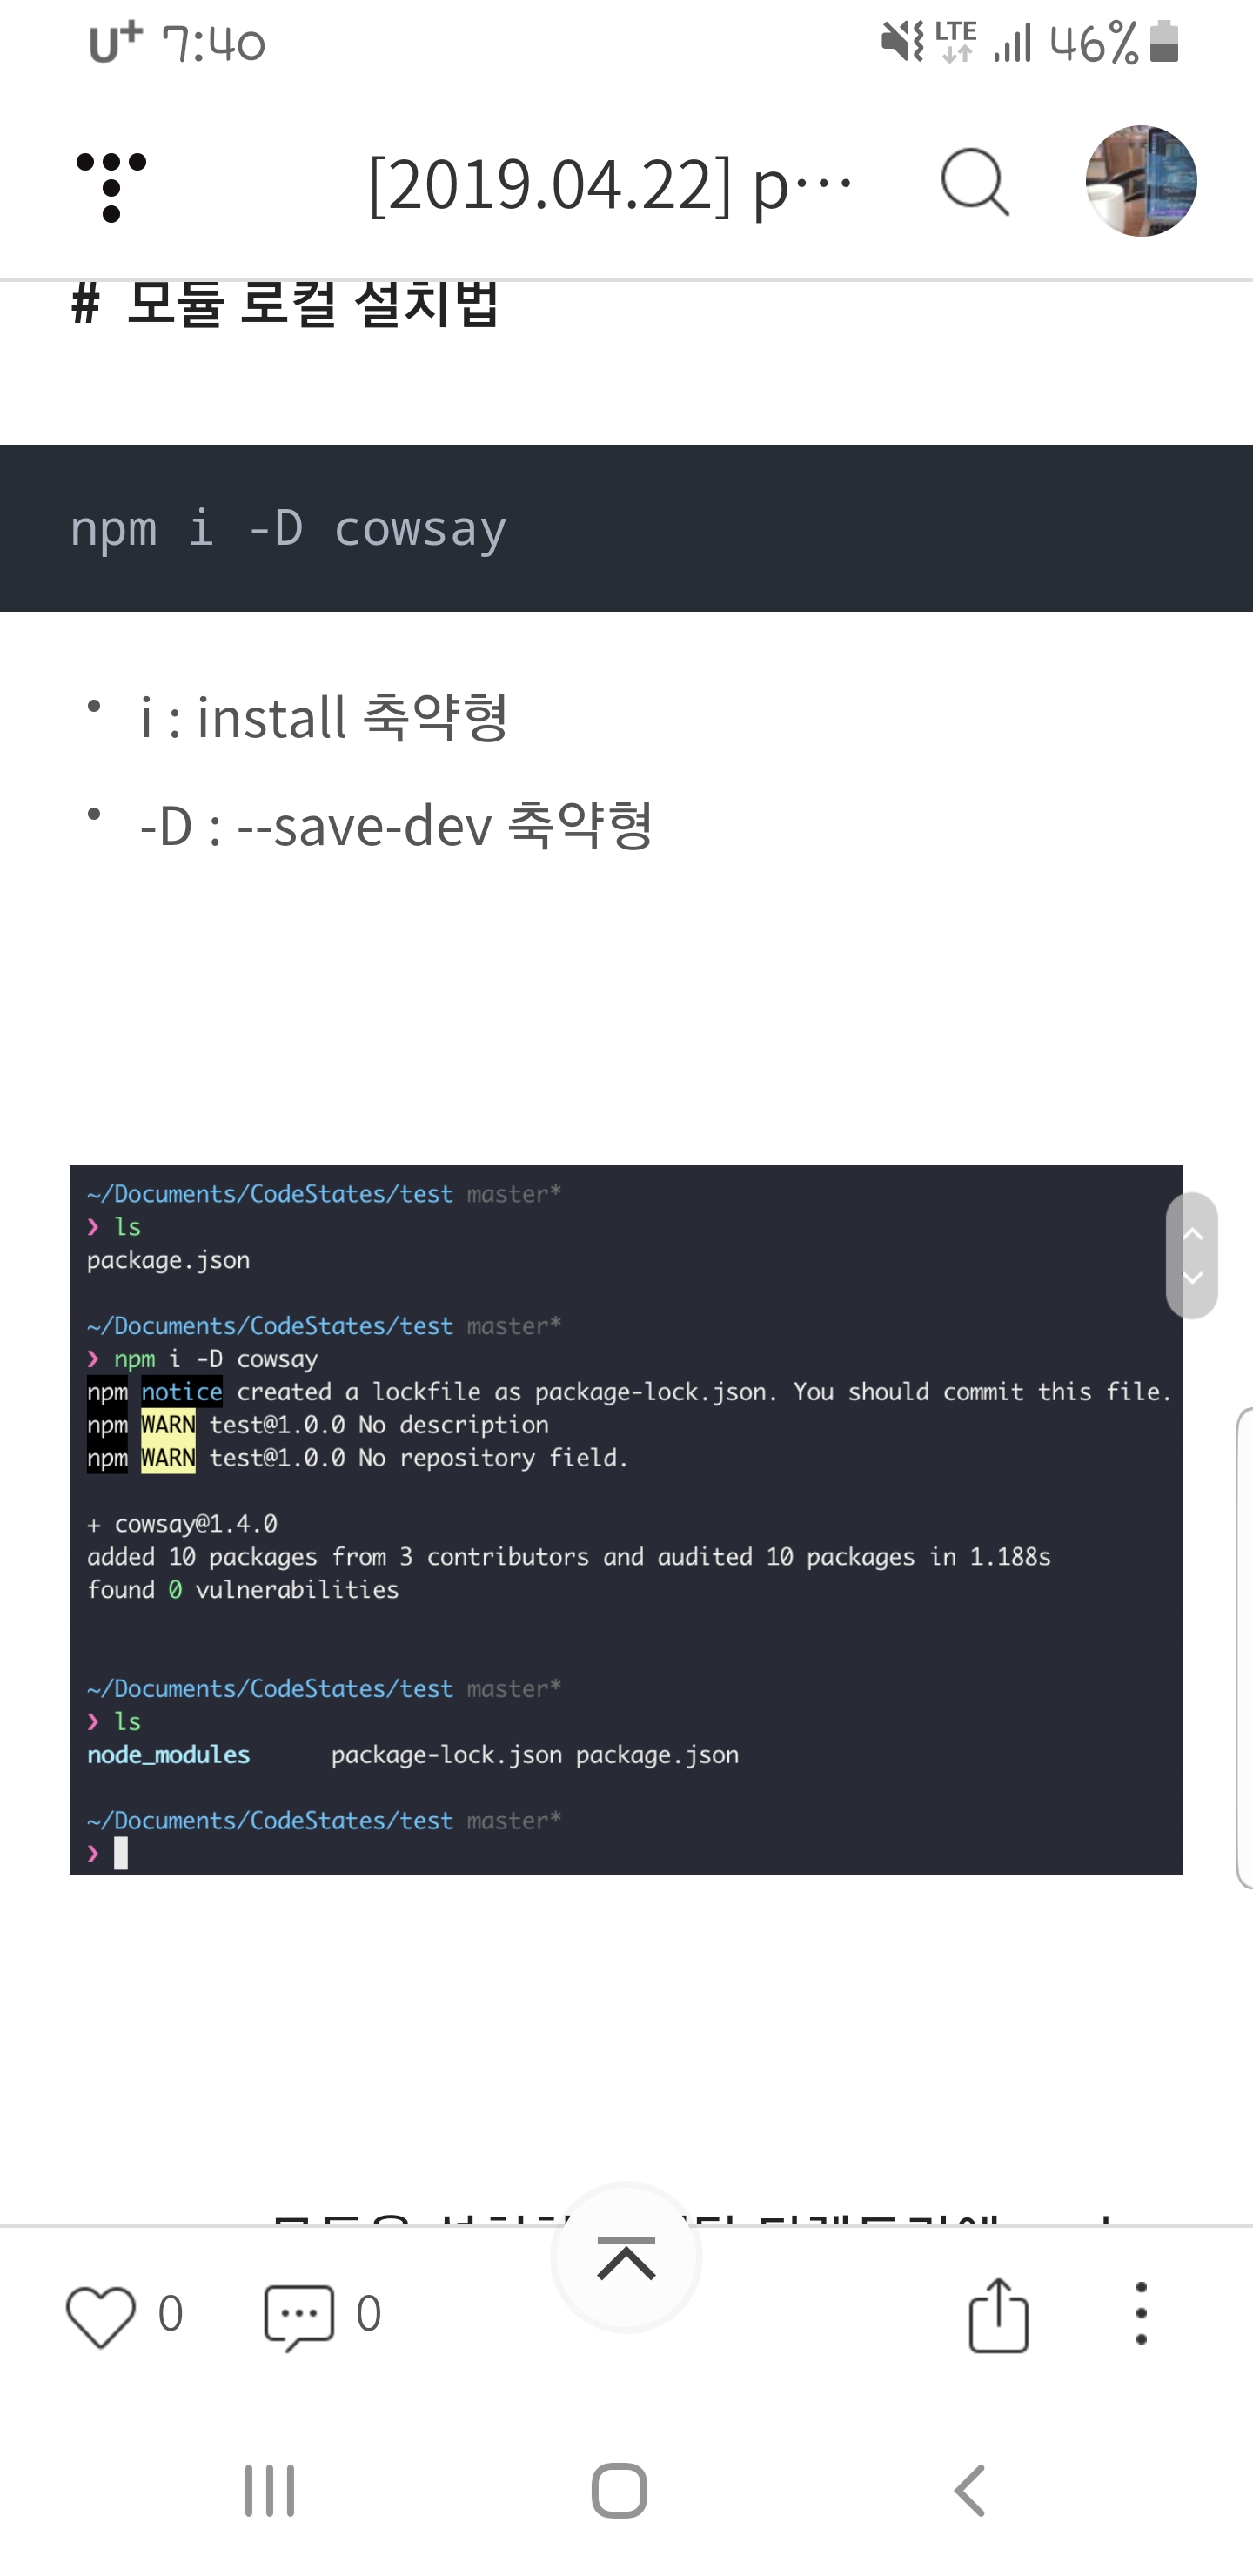 U+ 7:40 LTE 46%
[2019.04.22] p···
# 모듈 로컬 설치법
npm i -D cowsay
• i : install 축약형
• -D : --save-dev 축약형
~/Documents/CodeStates/test master*
❯ ls
package.json
~/Documents/CodeStates/test master*
❯ npm i -D cowsay
npm notice created a lockfile as package-lock.json. You should commit this file.
npm WARN test@1.0.0 No description
npm WARN test@1.0.0 No repository field.
+ cowsay@1.4.0
added 10 packages from 3 contributors and audited 10 packages in 1.188s
found 0 vulnerabilities
~/Documents/CodeStates/test master*
❯ ls
node_modules package-lock.json package.json
~/Documents/CodeStates/test master*
❯
0 0